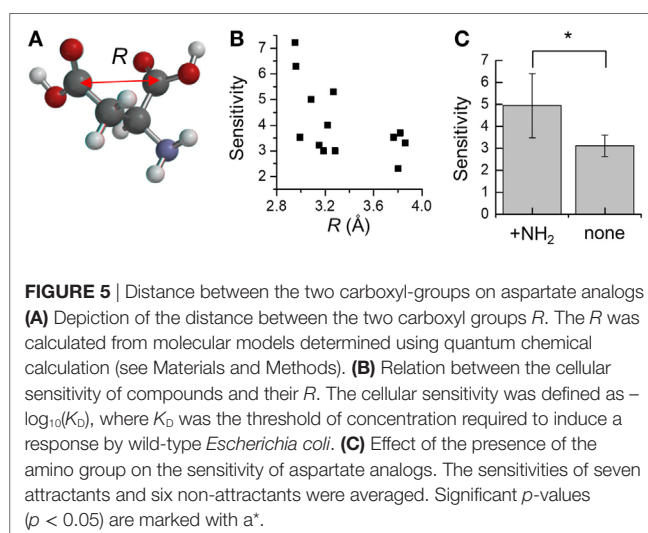 A
R
B
Sensitivity
7
6
5
4
3
2
2.8 3.2 3.6 4.0
R (Å)
C
*
Sensitivity
7
6
5
4
3
2
1
0
+NH₂ none
FIGURE 5 | Distance between the two carboxyl-groups on aspartate analogs
(A) Depiction of the distance between the two carboxyl groups R. The R was
calculated from molecular models determined using quantum chemical
calculation (see Materials and Methods). (B) Relation between the cellular
sensitivity of compounds and their R. The cellular sensitivity was defined as –
log₁₀(K_D), where K_D was the threshold of concentration required to induce a
response by wild-type Escherichia coli. (C) Effect of the presence of the
amino group on the sensitivity of aspartate analogs. The sensitivities of seven
attractants and six non-attractants were averaged. Significant p-values
(p < 0.05) are marked with a*.